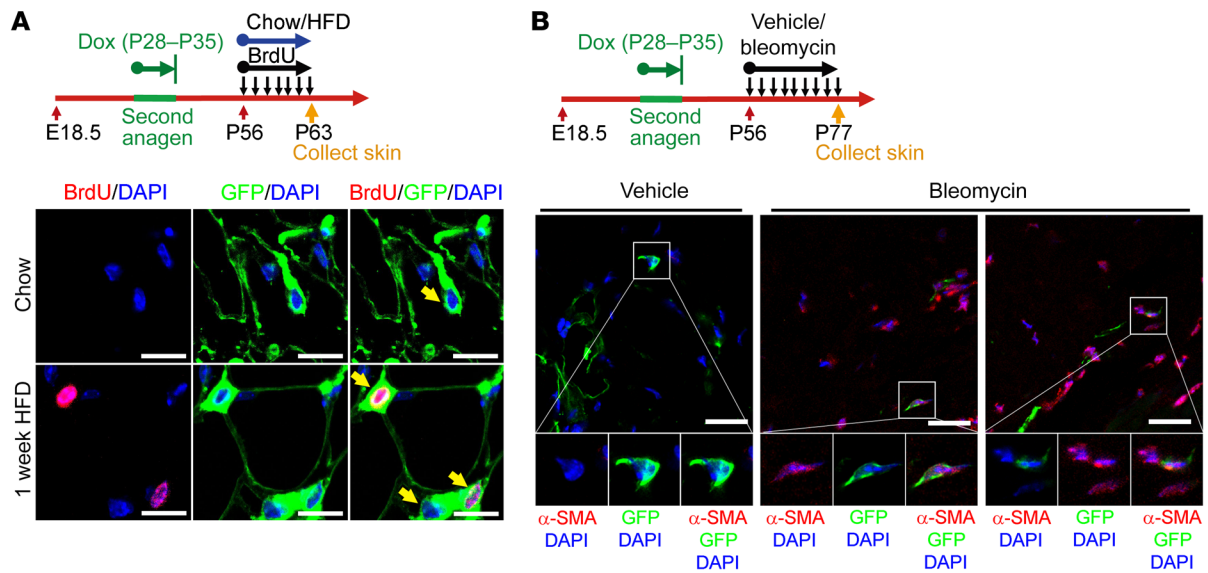 A
Chow/HFD
Dox (P28–P35)
BrdU
Second
anagen
E18.5
P56
P63
Collect skin
BrdU/DAPI
GFP/DAPI
BrdU/GFP/DAPI
Chow
1 week HFD
B
Vehicle/
bleomycin
Dox (P28–P35)
Second
anagen
E18.5
P56
P77
Collect skin
Vehicle
Bleomycin
α-SMA
DAPI
GFP
DAPI
α-SMA
GFP
DAPI
α-SMA
DAPI
GFP
DAPI
α-SMA
GFP
DAPI
α-SMA
DAPI
GFP
DAPI
α-SMA
GFP
DAPI